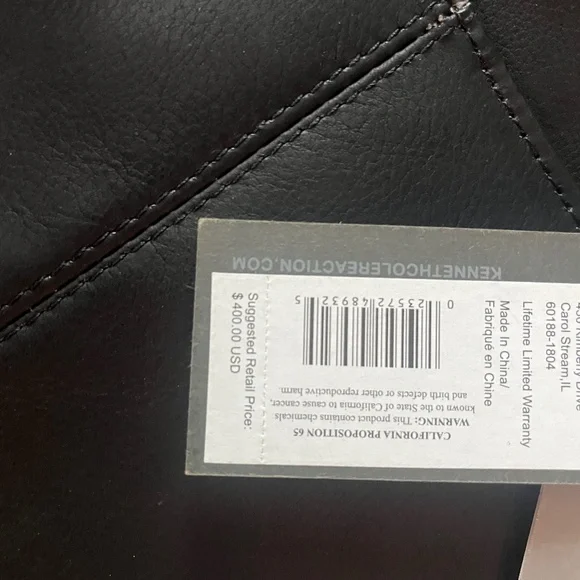 KENNETHCOLEREACTION.COM
Carol Stream, IL
60188-1804
Lifetime Limited Warranty
Made In China/
Fabriqué en Chine
0 23572 48932 5
CALIFORNIA PROPOSITION 65
WARNING: This product contains chemicals
known to the State of California to cause cancer,
and birth defects or other reproductive harm.
Suggested Retail Price:
$ 400.00 USD